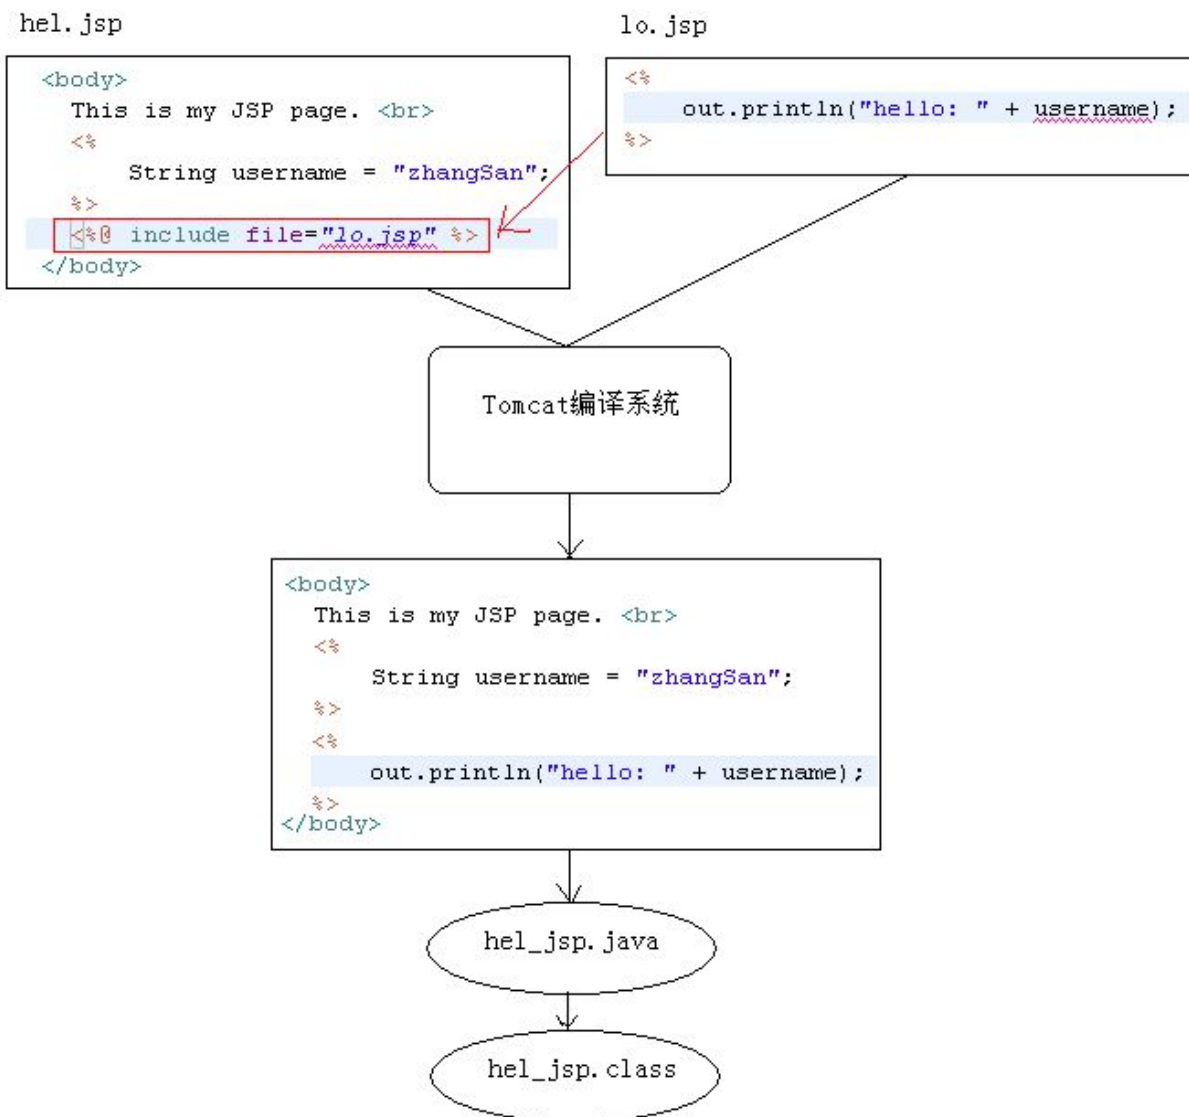 hel.jsp
<body>
This is my JSP page. <br>
<%
String username = "zhangSan";
%>
<%@ include file="lo.jsp" %>
</body>
lo.jsp
<%
out.println("hello: " + username);
%>
Tomcat编译系统
<body>
This is my JSP page. <br>
<%
String username = "zhangSan";
%>
<%
out.println("hello: " + username);
%>
</body>
hel_jsp.java
hel_jsp.class